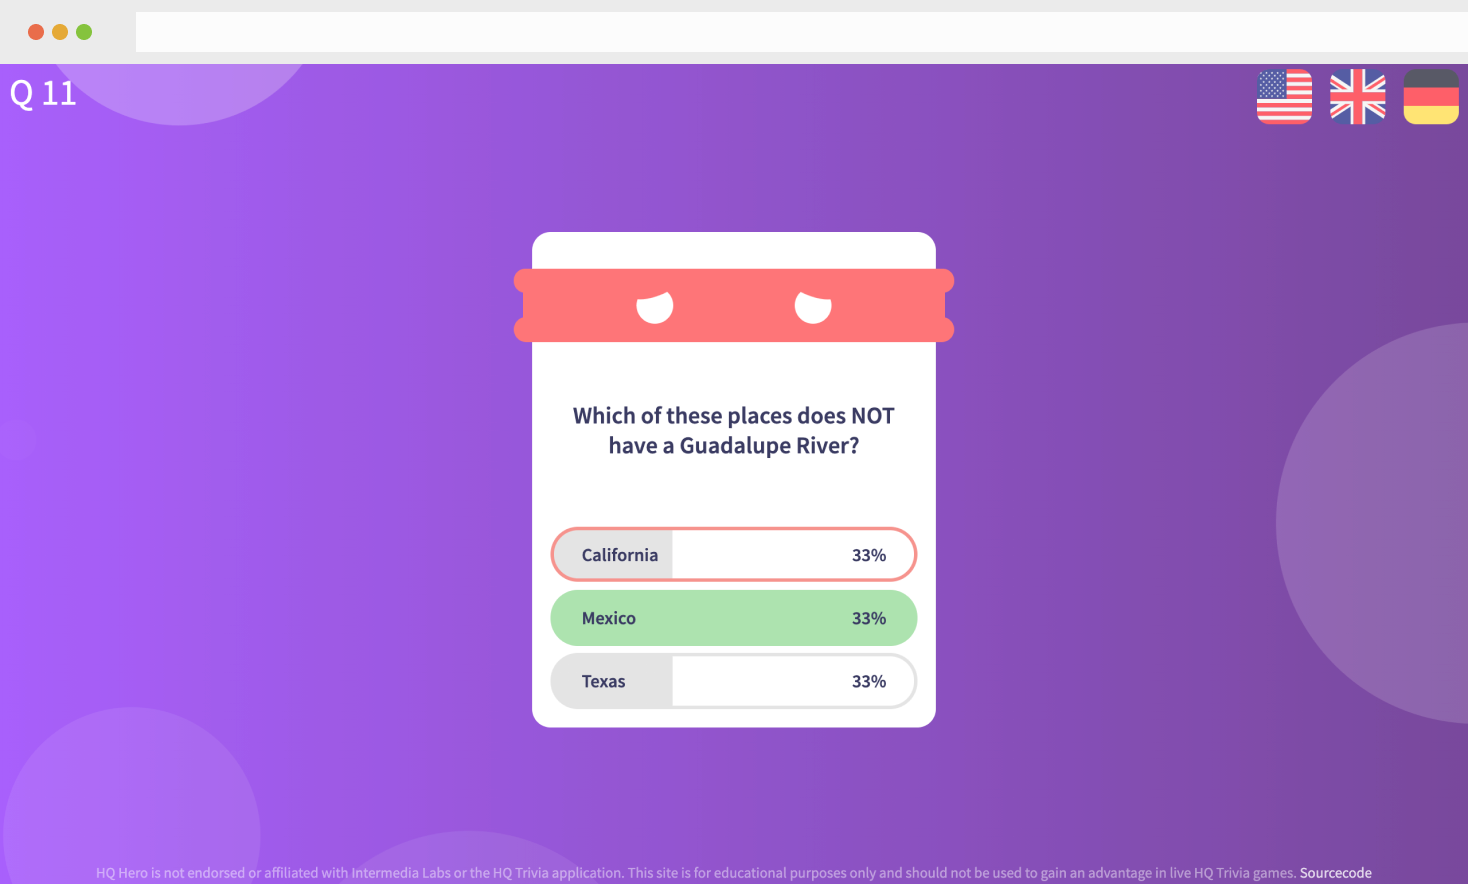 Q 11
Which of these places does NOT
have a Guadalupe River?
California 33%
Mexico 33%
Texas 33%
HQ Hero is not endorsed or affiliated with Intermedia Labs or the HQ Trivia application. This site is for educational purposes only and should not be used to gain an advantage in live HQ Trivia games. Sourcecode